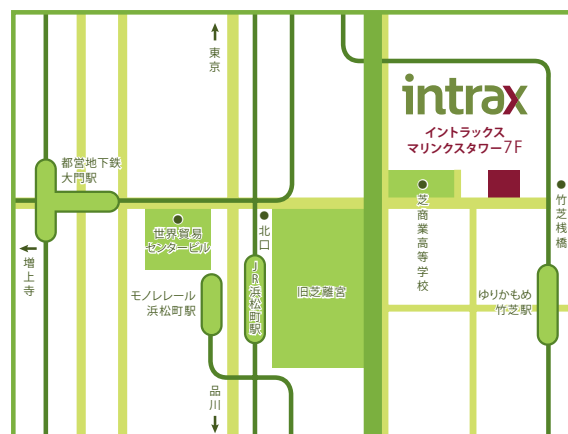 東京
intrax
イントラックス
マリンクスタワー7F
都営地下鉄
大門駅
世界貿易
センタービル
北口
芝商業高等学校
竹芝桟橋
増上寺
モノレレール
浜松町駅
JR浜松町駅
旧芝離宮
ゆりかもめ
竹芝駅
品川